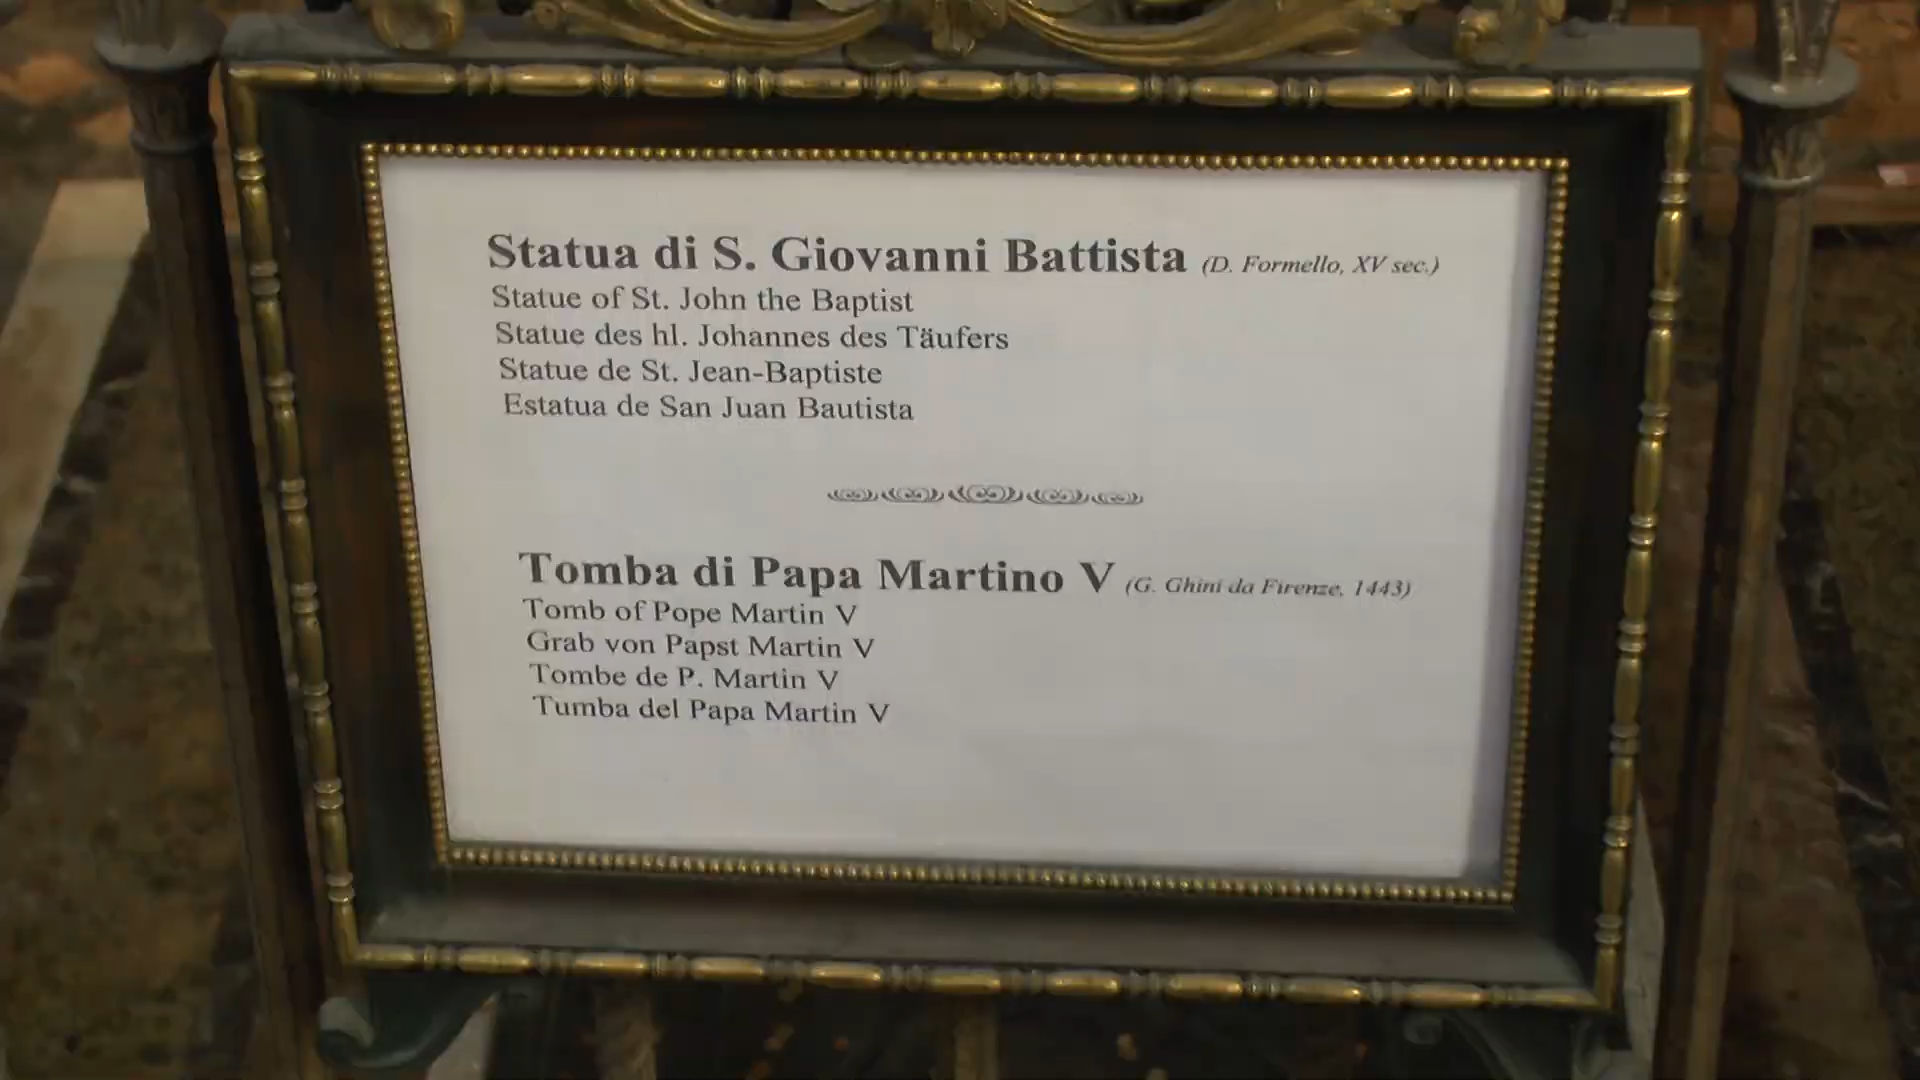 Statua di S. Giovanni Battista (D. Formello, XV sec.)
Statue of St. John the Baptist
Statue des hl. Johannes des Täufers
Statue de St. Jean-Baptiste
Estatua de San Juan Bautista
Tomba di Papa Martino V (G. Ghini da Firenze, 1443)
Tomb of Pope Martin V
Grab von Papst Martin V
Tombe de P. Martin V
Tumba del Papa Martin V